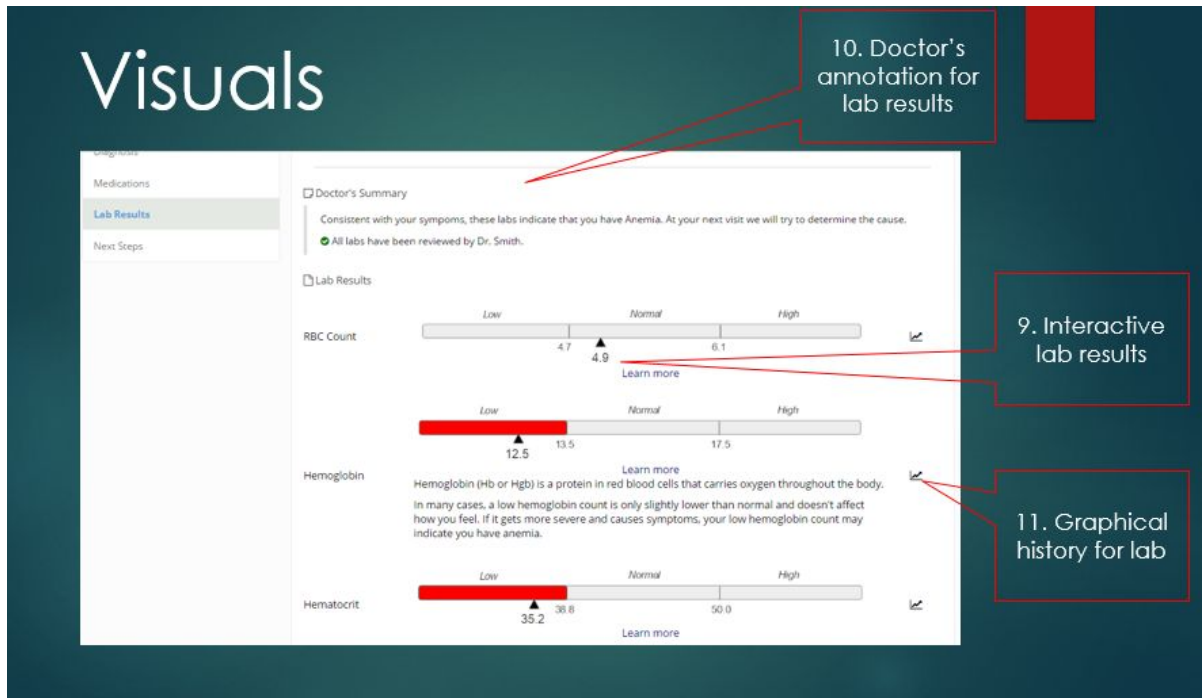 Visuals
10. Doctor's
annotation for
lab results
Diagnosis
Medications
Lab Results
Next Steps
Doctor's Summary
Consistent with your sympoms, these labs indicate that you have Anemia. At your next visit we will try to determine the cause.
All labs have been reviewed by Dr. Smith.
Lab Results
Low Normal High
RBC Count
4.7 6.1
4.9
Learn more
9. Interactive
lab results
Low Normal High
13.5 17.5
12.5
Hemoglobin
Learn more
Hemoglobin (Hb or Hgb) is a protein in red blood cells that carries oxygen throughout the body.
In many cases, a low hemoglobin count is only slightly lower than normal and doesn't affect
how you feel. If it gets more severe and causes symptoms, your low hemoglobin count may
indicate you have anemia.
11. Graphical
history for lab
Low Normal High
Hematocrit
38.8 50.0
35.2
Learn more